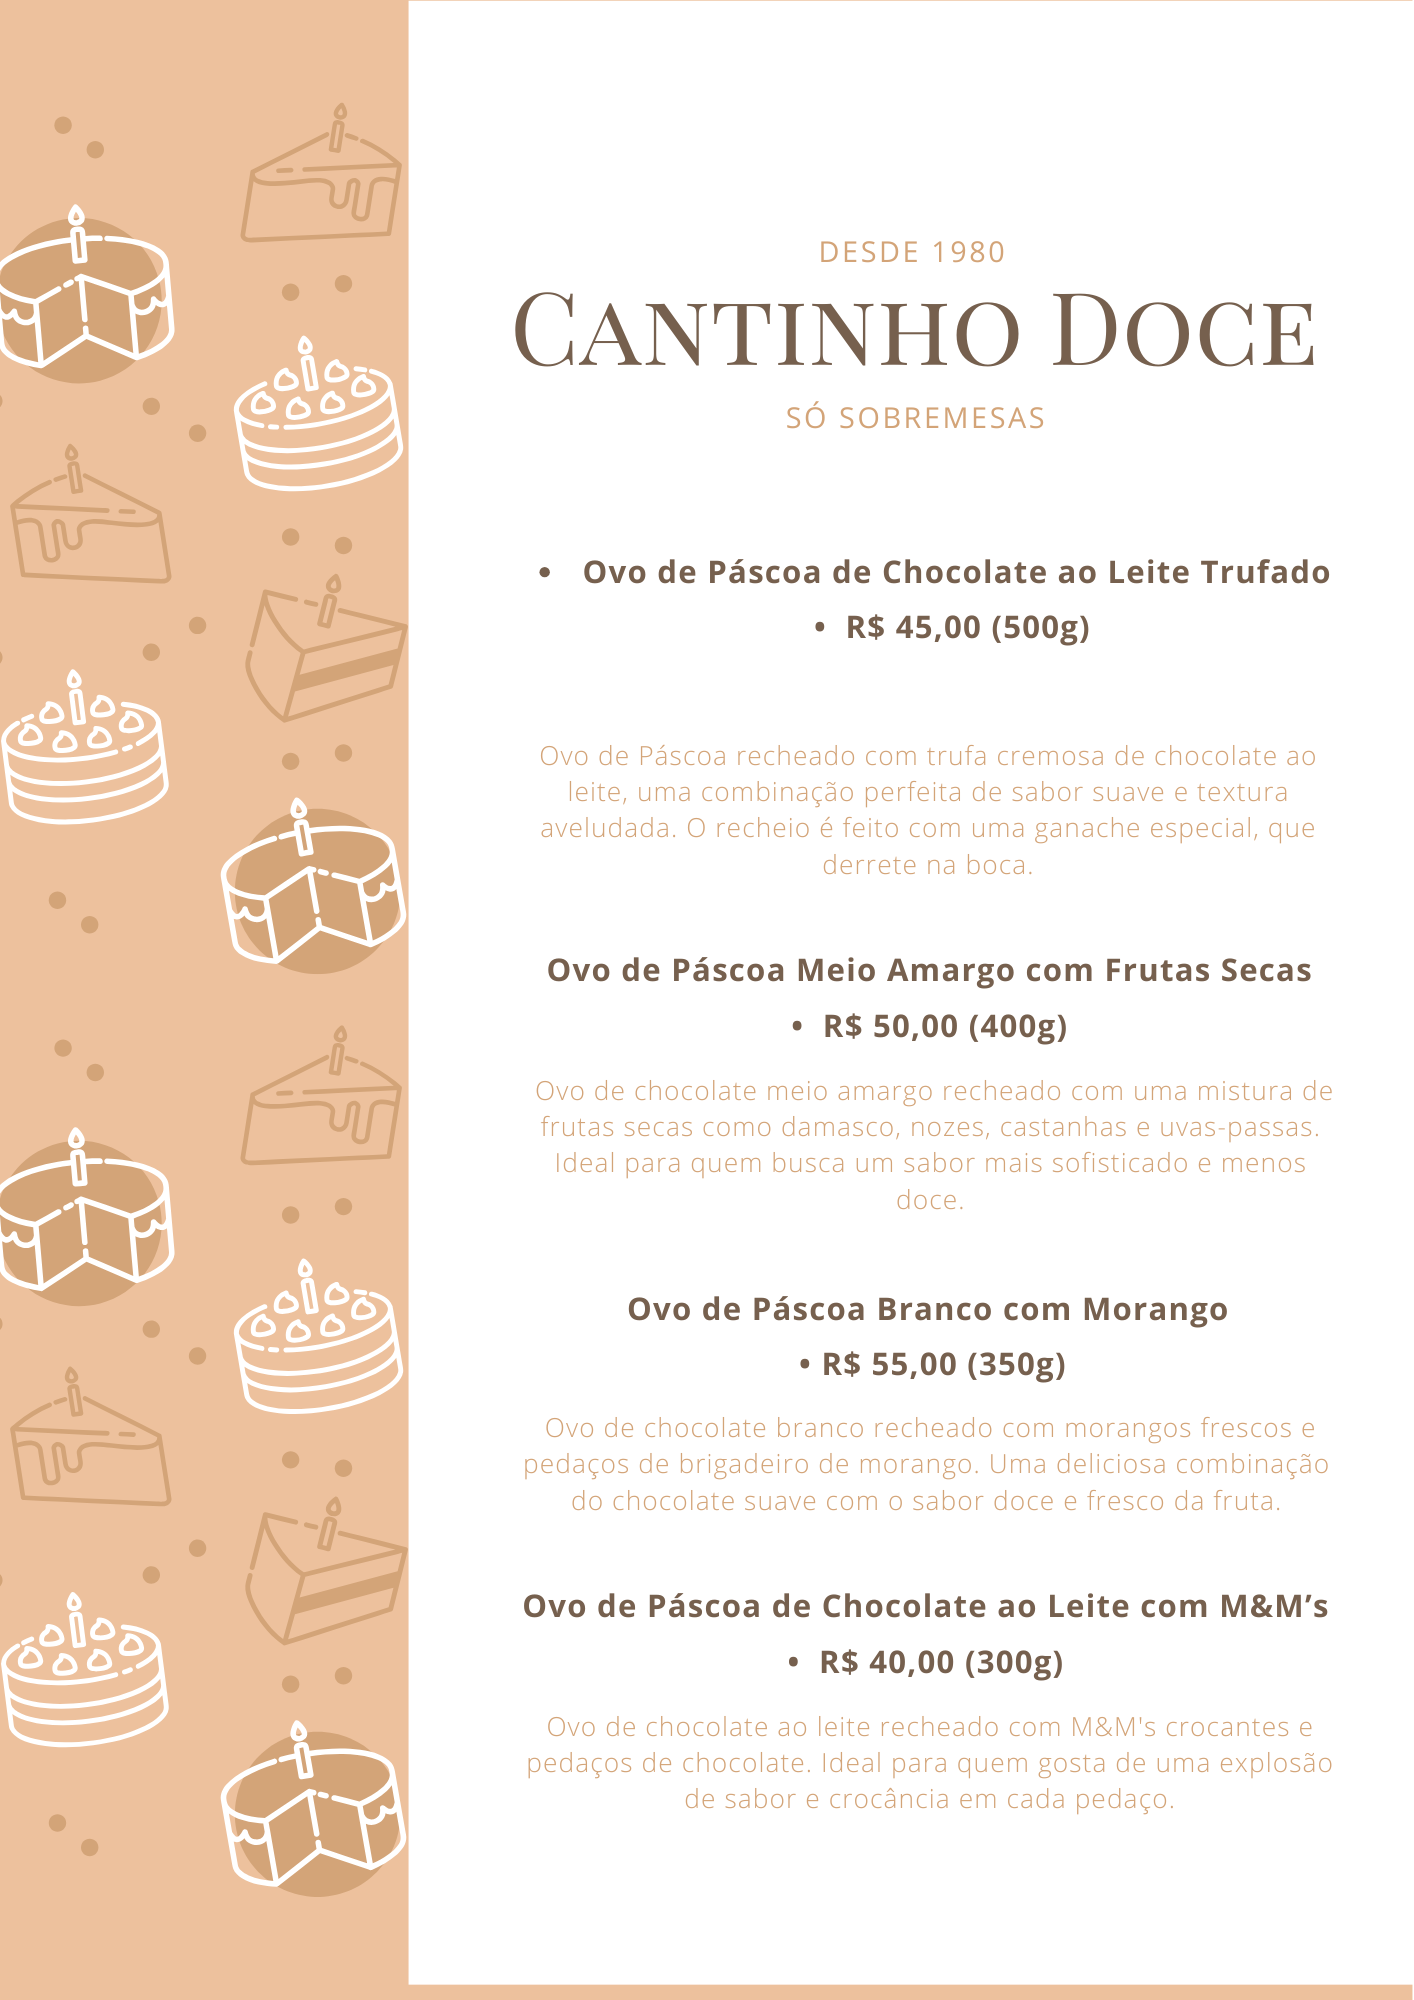 DESDE 1980
CANTINHO DOCE
SÓ SOBREMESAS
• Ovo de Páscoa de Chocolate ao Leite Trufado
• R$ 45,00 (500g)
Ovo de Páscoa recheado com trufa cremosa de chocolate ao
leite, uma combinação perfeita de sabor suave e textura
aveludada. O recheio é feito com uma ganache especial, que
derrete na boca.
Ovo de Páscoa Meio Amargo com Frutas Secas
• R$ 50,00 (400g)
Ovo de chocolate meio amargo recheado com uma mistura de
frutas secas como damasco, nozes, castanhas e uvas-passas.
Ideal para quem busca um sabor mais sofisticado e menos
doce.
Ovo de Páscoa Branco com Morango
• R$ 55,00 (350g)
Ovo de chocolate branco recheado com morangos frescos e
pedaços de brigadeiro de morango. Uma deliciosa combinação
do chocolate suave com o sabor doce e fresco da fruta.
Ovo de Páscoa de Chocolate ao Leite com M&M’s
• R$ 40,00 (300g)
Ovo de chocolate ao leite recheado com M&M's crocantes e
pedaços de chocolate. Ideal para quem gosta de uma explosão
de sabor e crocância em cada pedaço.